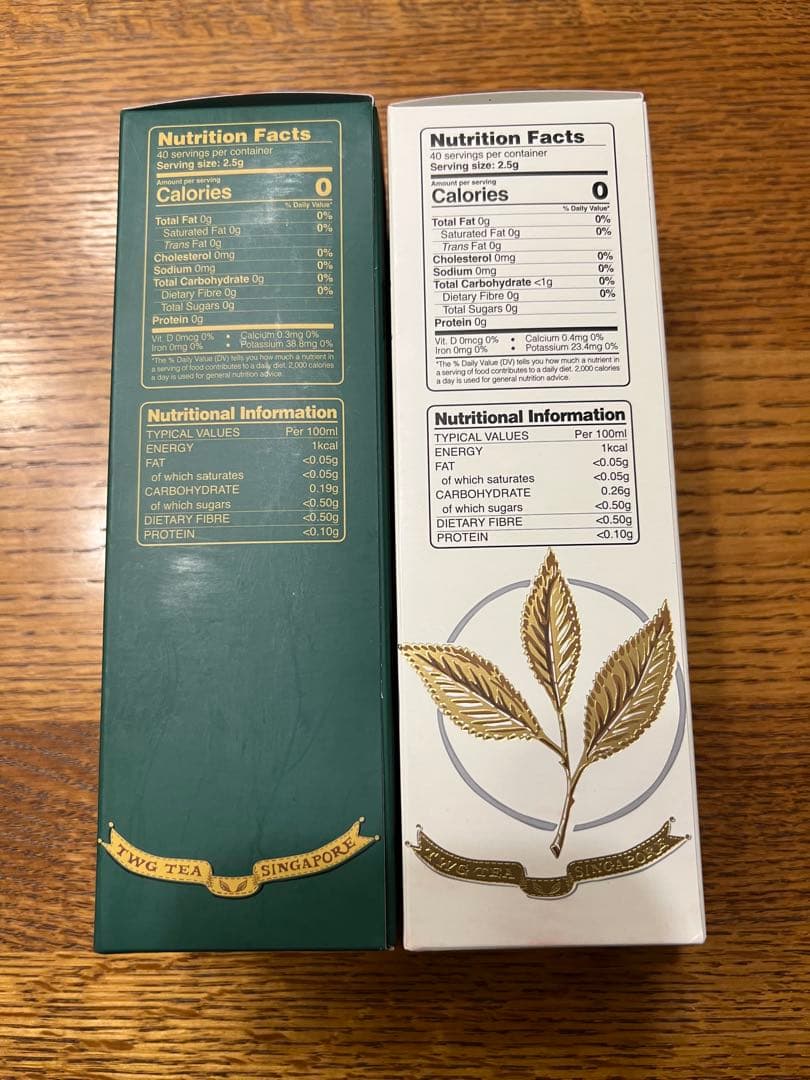 Nutrition Facts
40 servings per container
Serving size: 2.5g
Amount per serving
Calories 0
% Daily Value*
Total Fat 0g 0%
Saturated Fat 0g 0%
Trans Fat 0g
Cholesterol 0mg 0%
Sodium 0mg 0%
Total Carbohydrate 0g 0%
Dietary Fibre 0g 0%
Total Sugars 0g
Protein 0g
Vit. D 0mcg 0% • Calcium 0.3mg 0%
Iron 0mg 0% • Potassium 38.8mg 0%
*The % Daily Value (DV) tells you how much a nutrient in
a serving of food contributes to a daily diet. 2,000 calories
a day is used for general nutrition advice.
Nutritional Information
TYPICAL VALUES Per 100ml
ENERGY 1kcal
FAT <0.05g
of which saturates <0.05g
CARBOHYDRATE 0.19g
of which sugars <0.50g
DIETARY FIBRE <0.50g
PROTEIN <0.10g
TWG TEA SINGAPORE
Nutrition Facts
40 servings per container
Serving size: 2.5g
Amount per serving
Calories 0
% Daily Value*
Total Fat 0g 0%
Saturated Fat 0g 0%
Trans Fat 0g
Cholesterol 0mg 0%
Sodium 0mg 0%
Total Carbohydrate <1g 0%
Dietary Fibre 0g 0%
Total Sugars 0g
Protein 0g
Vit. D 0mcg 0% • Calcium 0.4mg 0%
Iron 0mg 0% • Potassium 23.4mg 0%
*The % Daily Value (DV) tells you how much a nutrient in
a serving of food contributes to a daily diet. 2,000 calories
a day is used for general nutrition advice.
Nutritional Information
TYPICAL VALUES Per 100ml
ENERGY 1kcal
FAT <0.05g
of which saturates <0.05g
CARBOHYDRATE 0.26g
of which sugars <0.50g
DIETARY FIBRE <0.50g
PROTEIN <0.10g
TWG TEA SINGAPORE